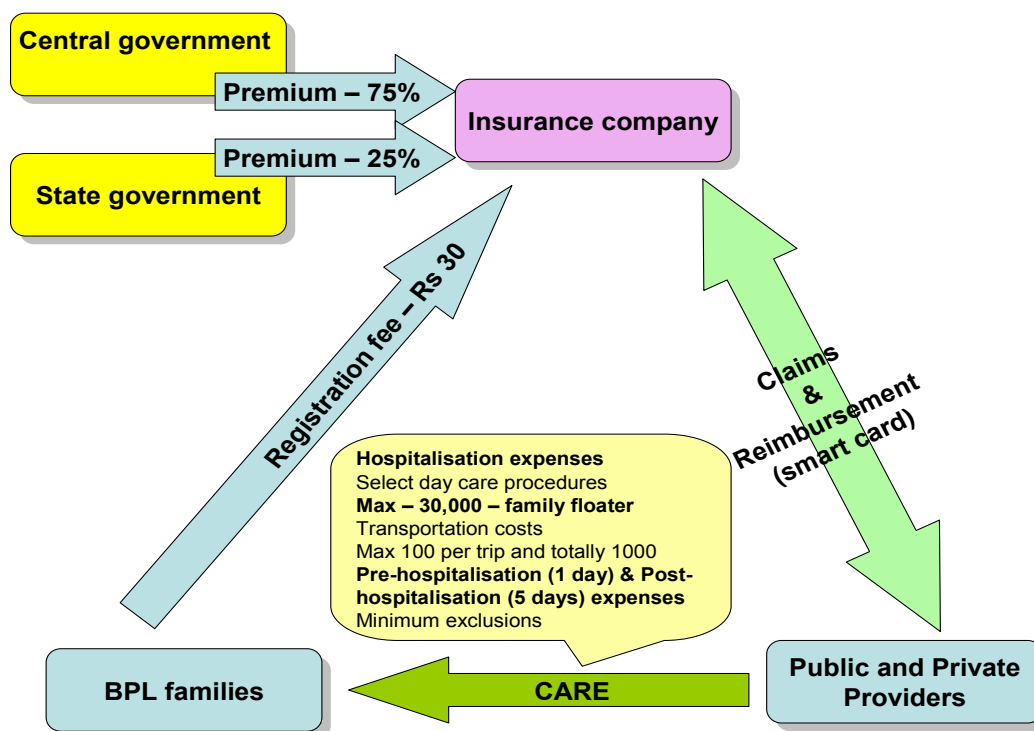 Central government
Premium – 75%
Insurance company
Premium – 25%
State government
Registration fee – Rs 30
Claims
&
Reimbursement
(smart card)
Hospitalisation expenses
Select day care procedures
Max – 30,000 – family floater
Transportation costs
Max 100 per trip and totally 1000
Pre-hospitalisation (1 day) & Post-
hospitalisation (5 days) expenses
Minimum exclusions
BPL families
CARE
Public and Private
Providers